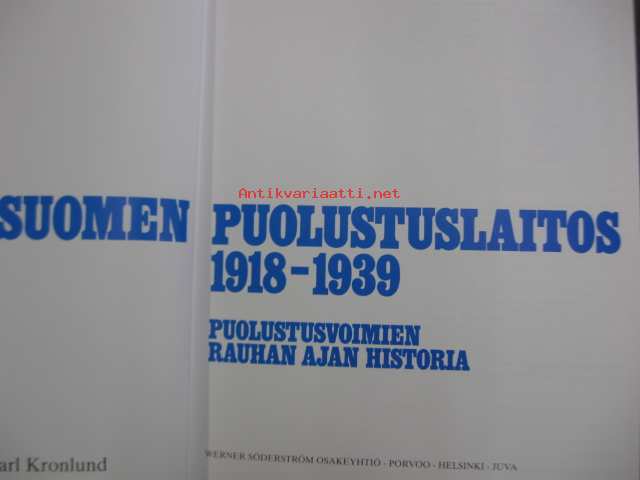 Antikvariaatti.net
SUOMEN PUOLUSTUSLAITOS
1918-1939
PUOLUSTUSVOIMIEN
RAUHAN AJAN HISTORIA
WERNER SÖDERSTRÖM OSAKEYHTIÖ - PORVOO - HELSINKI - JUVA
arl Kronlund